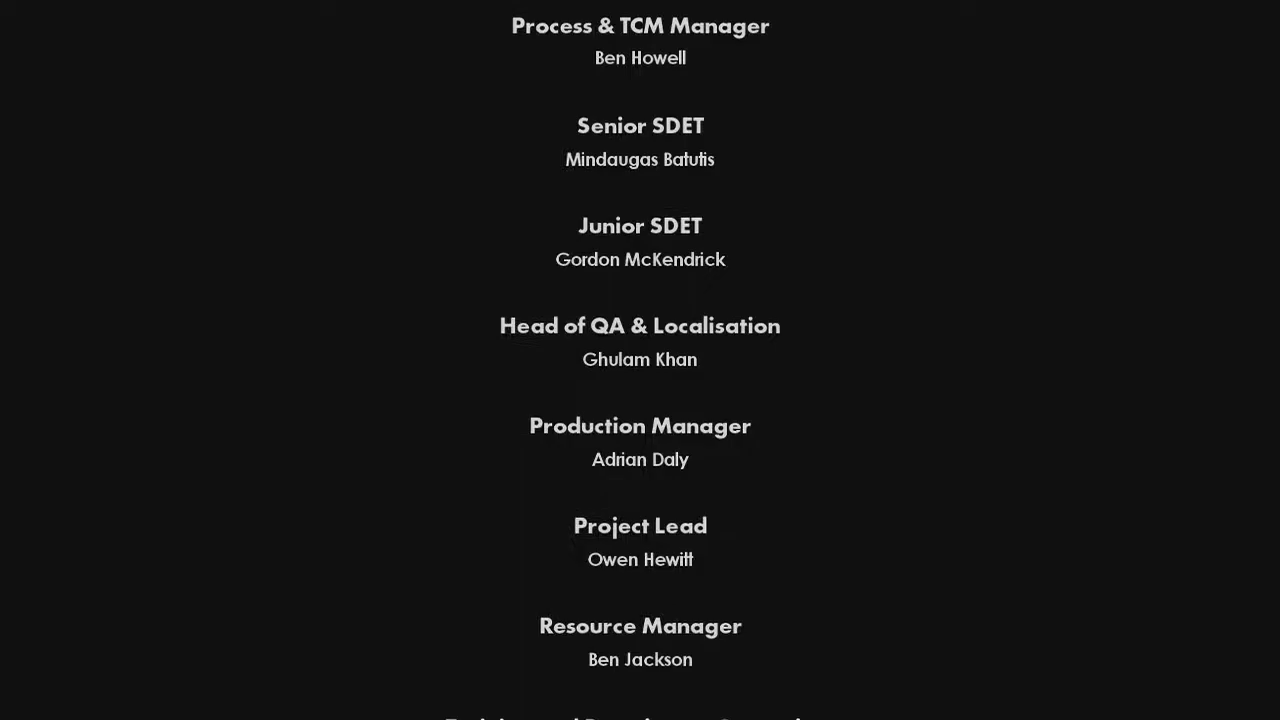 Process & TCM Manager
Ben Howell
Senior SDET
Mindaugas Batutis
Junior SDET
Gordon McKendrick
Head of QA & Localisation
Ghulam Khan
Production Manager
Adrian Daly
Project Lead
Owen Hewitt
Resource Manager
Ben Jackson